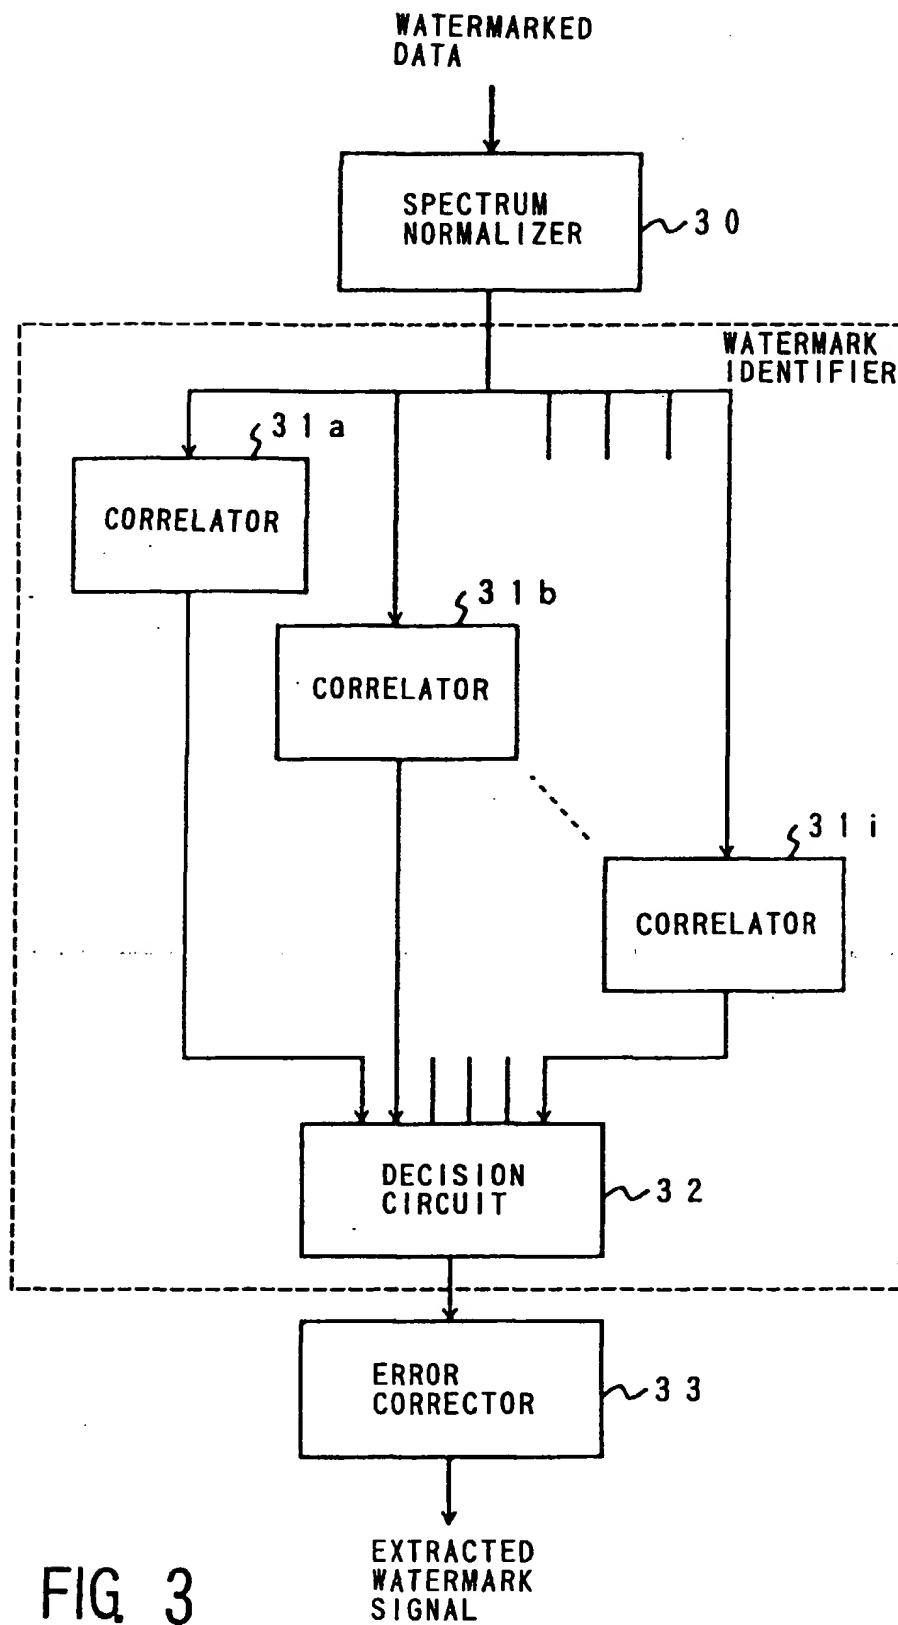 WATERMARKED
DATA
SPECTRUM
NORMALIZER
30
WATERMARK
IDENTIFIER
31a
CORRELATOR
31b
CORRELATOR
31i
CORRELATOR
DECISION
CIRCUIT
32
ERROR
CORRECTOR
33
EXTRACTED
WATERMARK
SIGNAL
FIG. 3